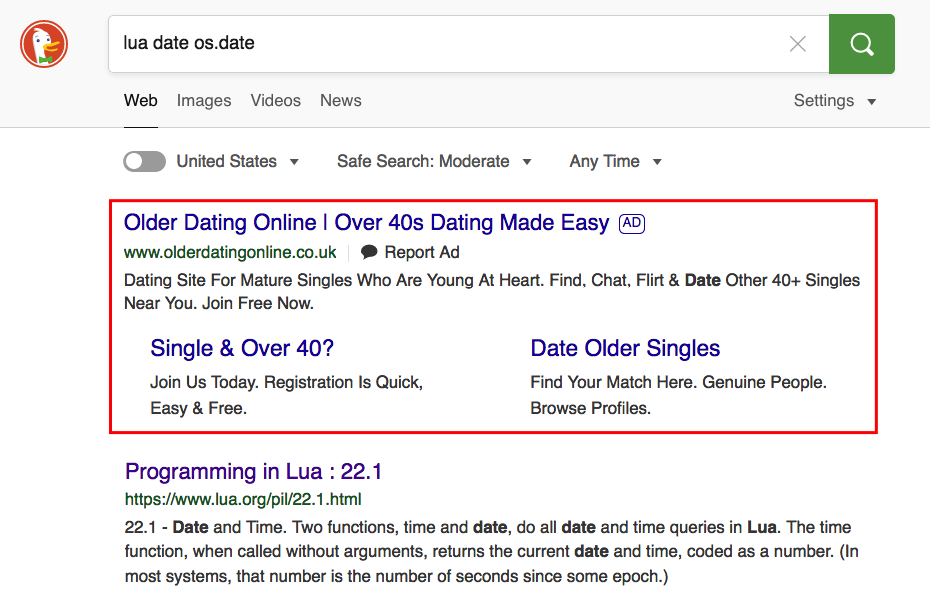 lua date os.date
Web Images Videos News Settings
United States Safe Search: Moderate Any Time
Older Dating Online | Over 40s Dating Made Easy AD
www.olderdatingonline.co.uk Report Ad
Dating Site For Mature Singles Who Are Young At Heart. Find, Chat, Flirt & Date Other 40+ Singles
Near You. Join Free Now.
Single & Over 40?
Join Us Today. Registration Is Quick,
Easy & Free.
Date Older Singles
Find Your Match Here. Genuine People.
Browse Profiles.
Programming in Lua : 22.1
https://www.lua.org/pil/22.1.html
22.1 - Date and Time. Two functions, time and date, do all date and time queries in Lua. The time
function, when called without arguments, returns the current date and time, coded as a number. (In
most systems, that number is the number of seconds since some epoch.)